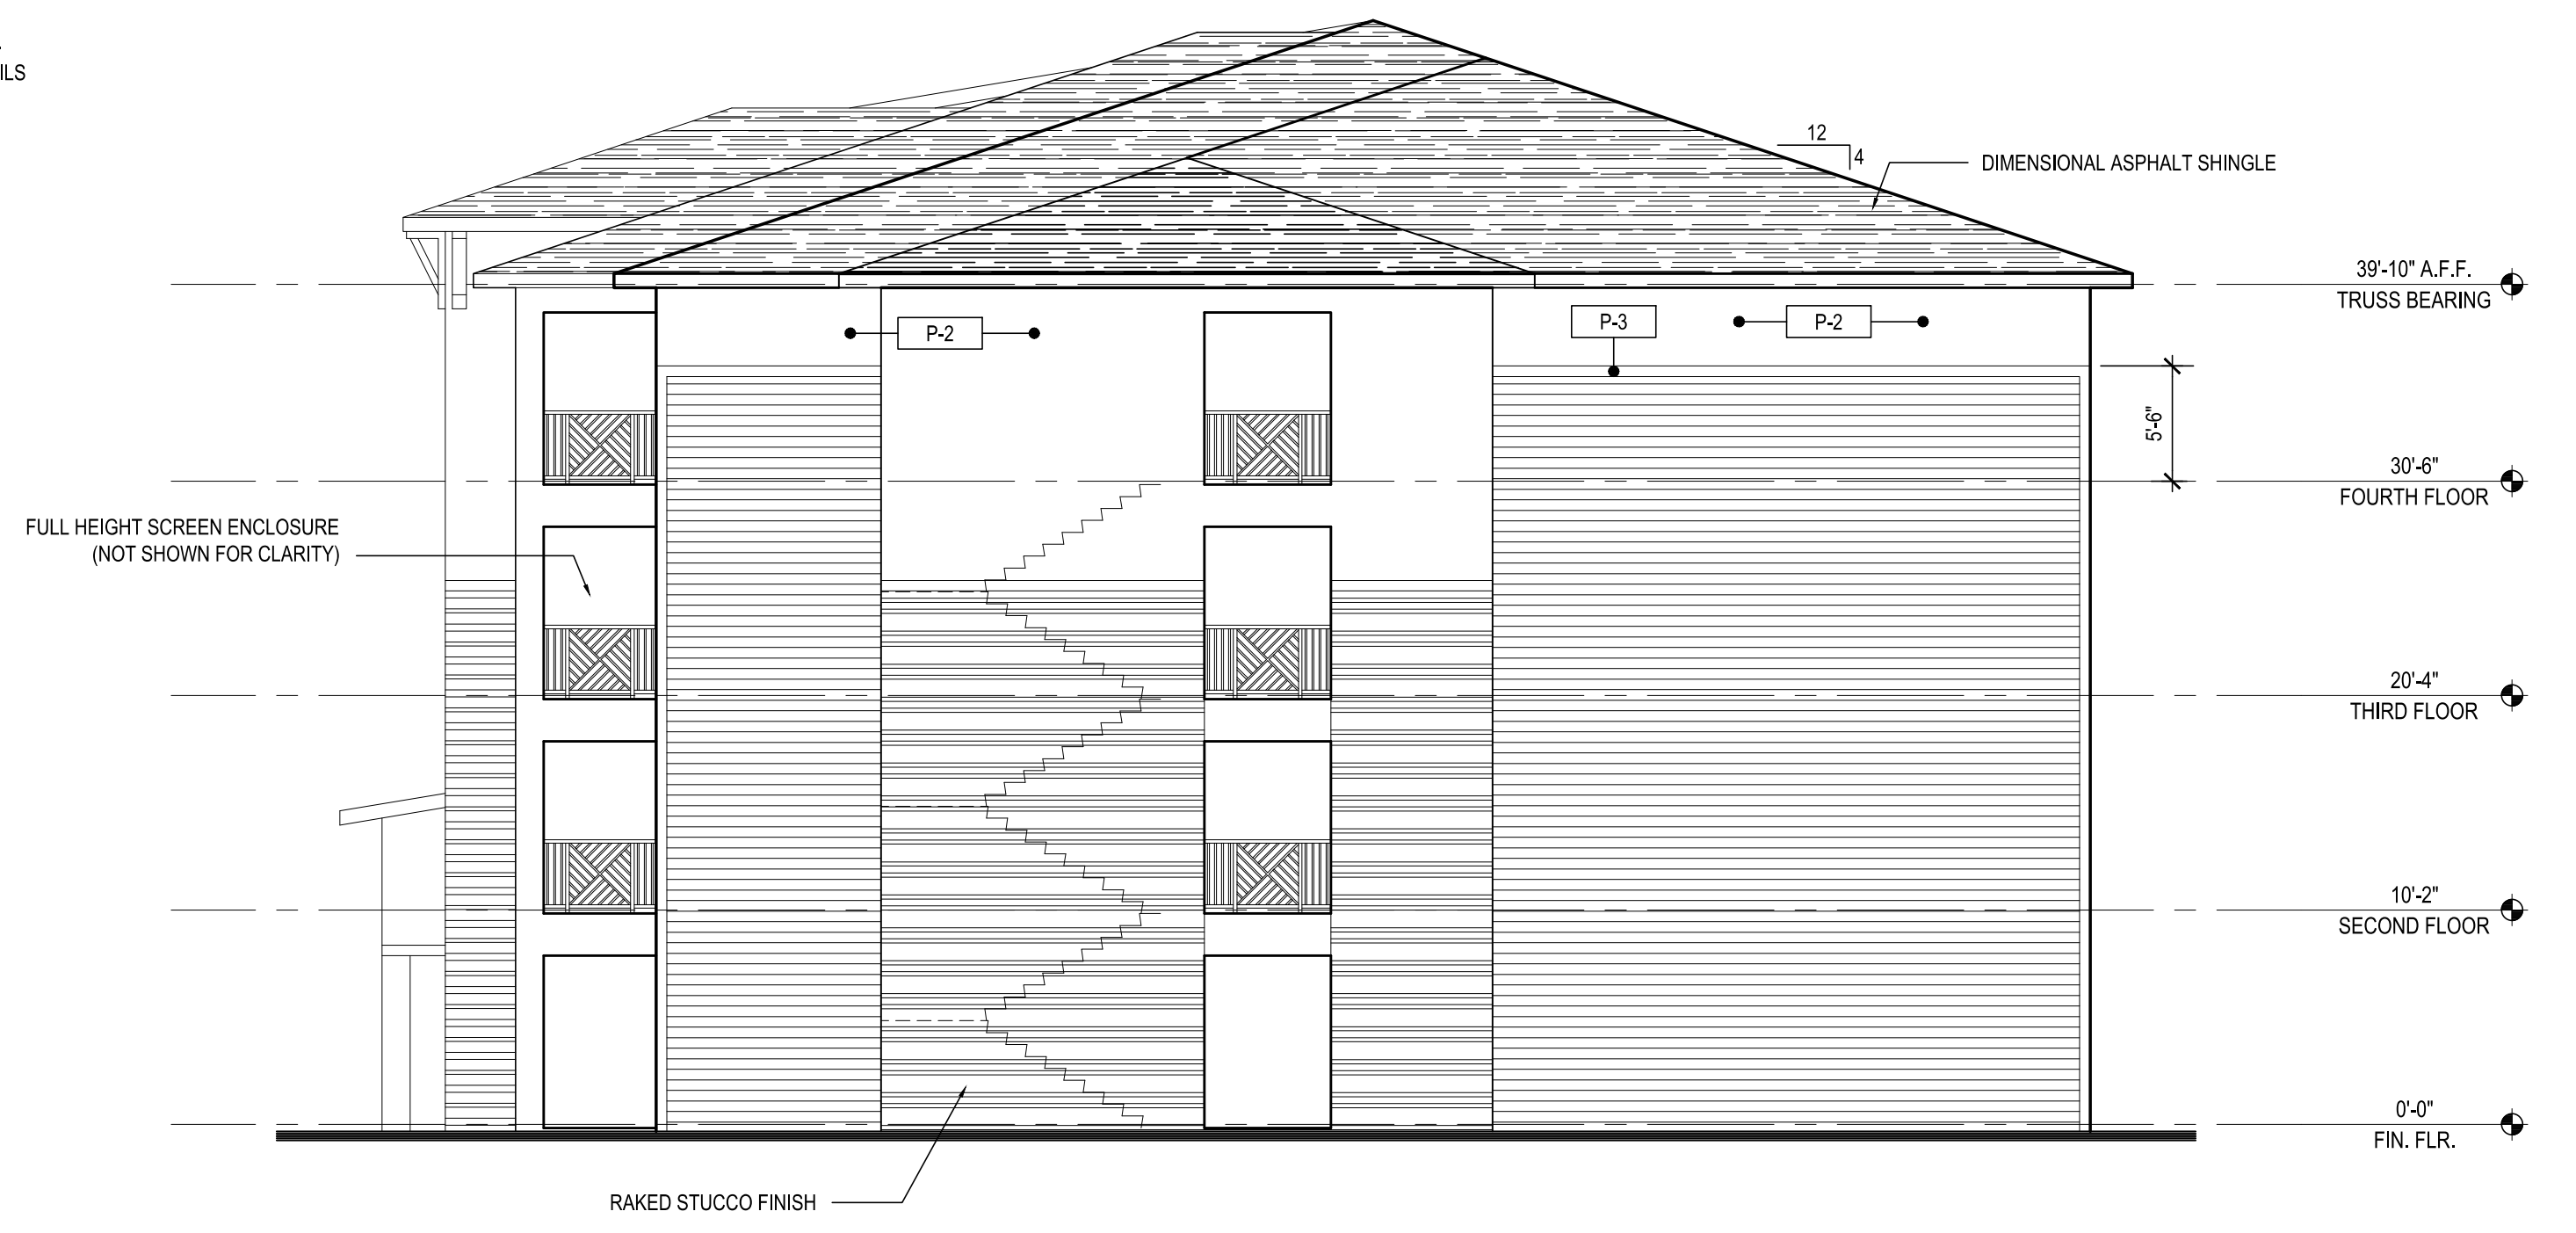 ILS
12
4
DIMENSIONAL ASPHALT SHINGLE
39'-10" A.F.F.
TRUSS BEARING
P-2
P-3
P-2
5'-6"
30'-6"
FOURTH FLOOR
FULL HEIGHT SCREEN ENCLOSURE
(NOT SHOWN FOR CLARITY)
20'-4"
THIRD FLOOR
10'-2"
SECOND FLOOR
0'-0"
FIN. FLR.
RAKED STUCCO FINISH